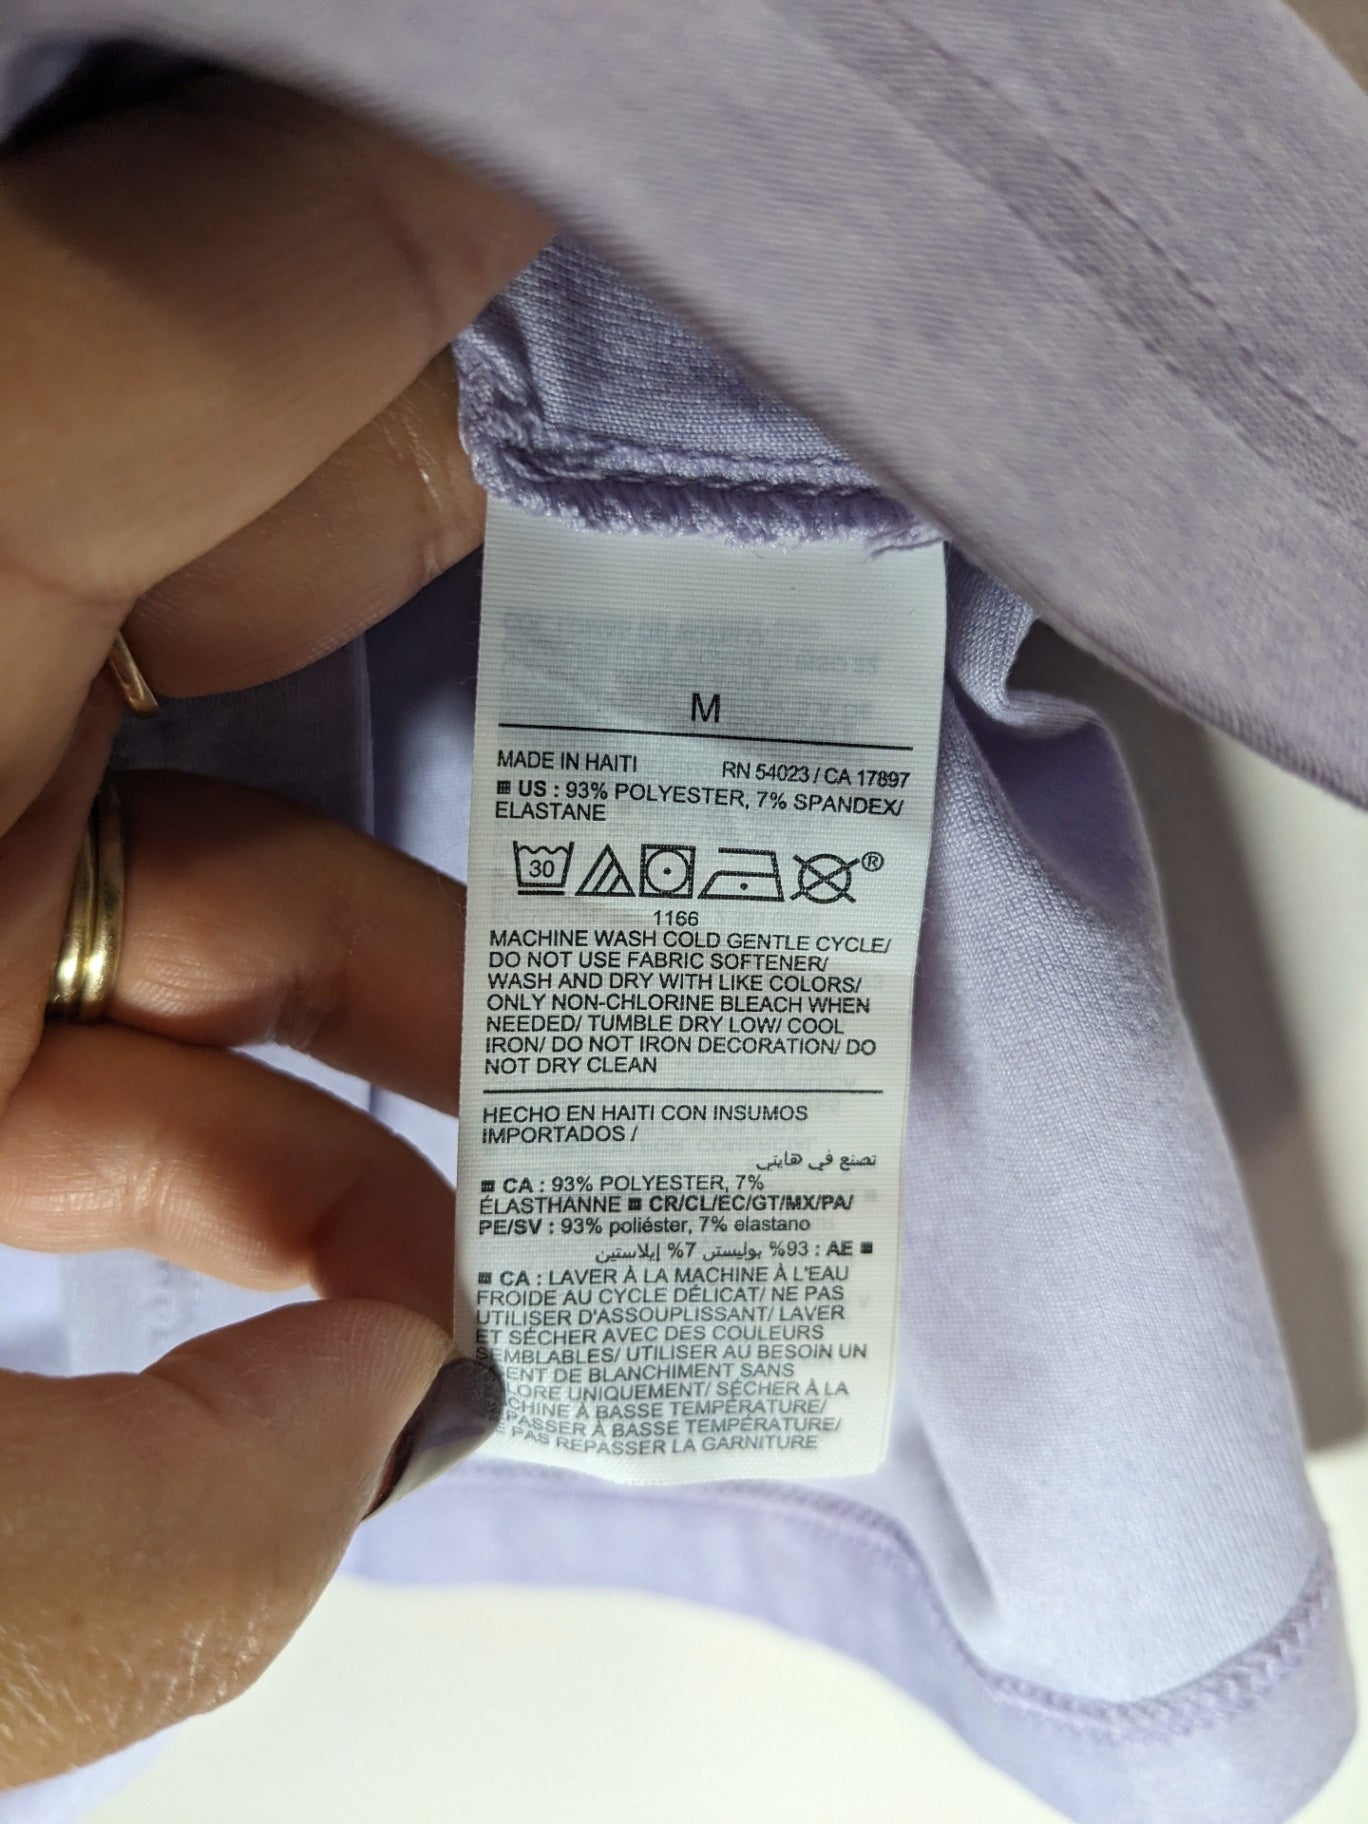 M
MADE IN HAITI RN 54023 / CA 17897
US : 93% POLYESTER, 7% SPANDEX/
ELASTANE
30 ®
1166
MACHINE WASH COLD GENTLE CYCLE/
DO NOT USE FABRIC SOFTENER/
WASH AND DRY WITH LIKE COLORS/
ONLY NON-CHLORINE BLEACH WHEN
NEEDED/ TUMBLE DRY LOW/ COOL
IRON/ DO NOT IRON DECORATION/ DO
NOT DRY CLEAN
HECHO EN HAITI CON INSUMOS
IMPORTADOS /
تصنع في هايتي
CA : 93% POLYESTER, 7%
ÉLASTHANNE CR/CL/EC/GT/MX/PA/
PE/SV : 93% poliéster, 7% elastano
AE : 93% بوليستر 7% إيلاستين
CA : LAVER À LA MACHINE À L'EAU
FROIDE AU CYCLE DÉLICAT/ NE PAS
UTILISER D'ASSOUPLISSANT/ LAVER
ET SÉCHER AVEC DES COULEURS
SEMBLABLES/ UTILISER AU BESOIN UN
ENT DE BLANCHIMENT SANS
LORE UNIQUEMENT/ SÉCHER À LA
CHINE À BASSE TEMPÉRATURE/
PASSER À BASSE TEMPÉRATURE/
PAS REPASSER LA GARNITURE